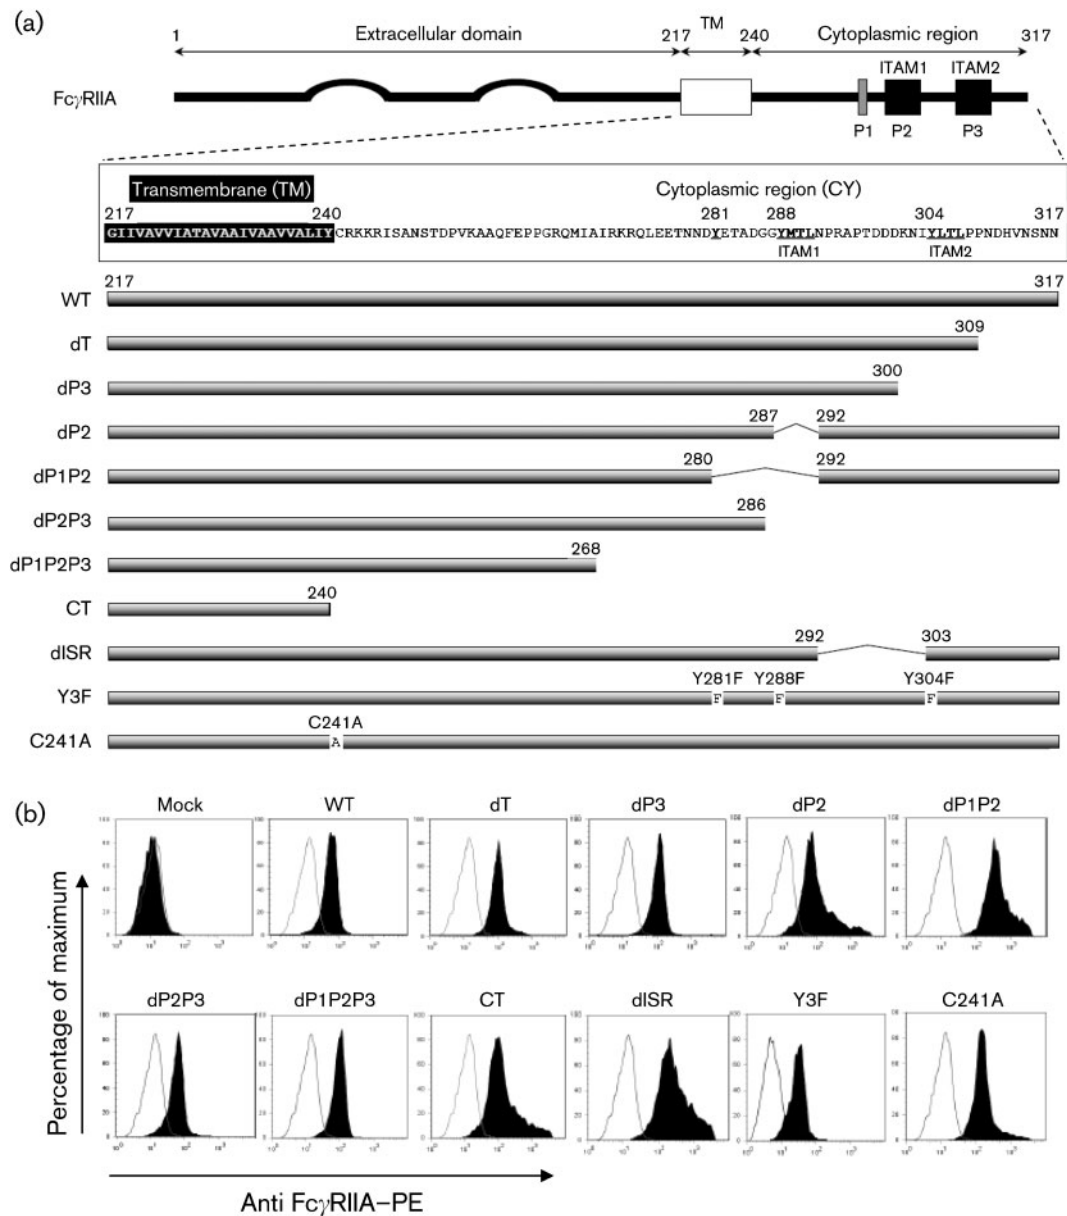 (a)
1 Extracellular domain 217 TM 240 Cytoplasmic region 317
ITAM1 ITAM2
FcγRIIA
P1 P2 P3
Transmembrane (TM) Cytoplasmic region (CY)
217 240 281 288 304 317
GIIVAVVIATAVAAIVAAVVALIYCRKKRISANSTDPVKAAQFEPPGRQMIAIRKRQLEETNNDYETADGGYMTLNPRAPTDDDKNIYLTLPPNDHVNSNN
ITAM1 ITAM2
217 317
WT
309
dT
300
dP3
287 292
dP2
280 292
dP1P2
286
dP2P3
268
dP1P2P3
240
CT
292 303
dISR
Y281F Y288F Y304F
Y3F F F F
C241A
C241A A
(b)
Mock WT dT dP3 dP2 dP1P2
dP2P3 dP1P2P3 CT dISR Y3F C241A
Percentage of maximum
Anti FcγRIIA–PE